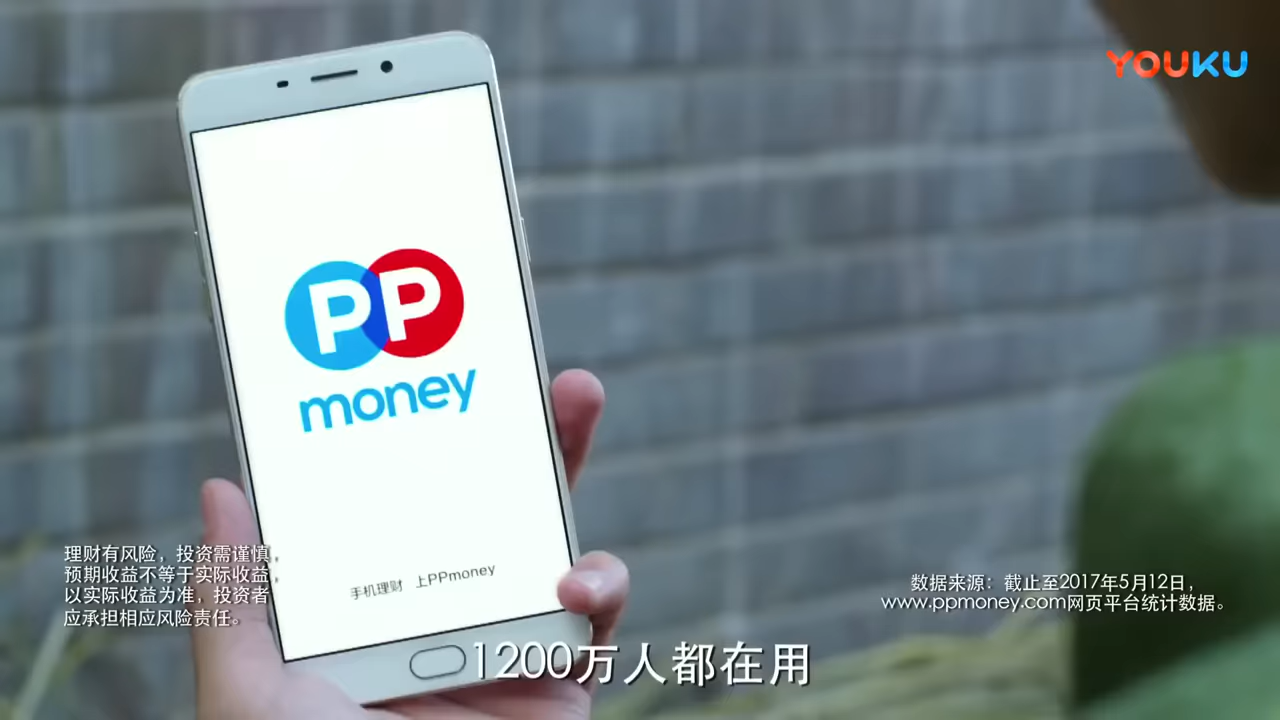 YOUKU
PP
money
手机理财 上PPmoney
理财有风险，投资需谨慎，
预期收益不等于实际收益，
以实际收益为准，投资者
应承担相应风险责任。
数据来源：截止至2017年5月12日，
www.ppmoney.com网页平台统计数据。
1200万人都在用